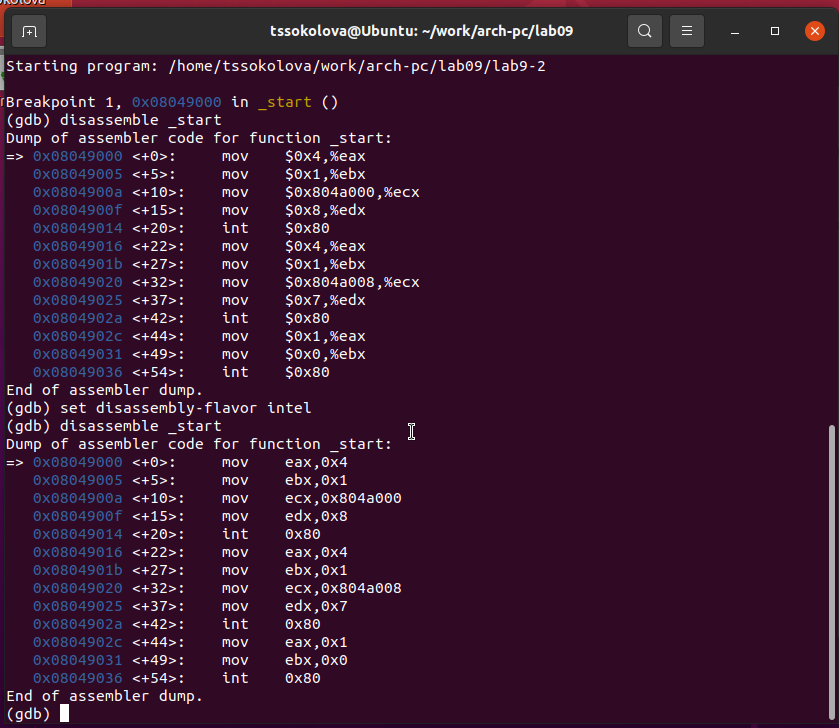 tssokolova@Ubuntu: ~/work/arch-pc/lab09
Starting program: /home/tssokolova/work/arch-pc/lab09/lab9-2
Breakpoint 1, 0x08049000 in _start ()
(gdb) disassemble _start
Dump of assembler code for function _start:
=> 0x08049000 <+0>:     mov    $0x4,%eax
   0x08049005 <+5>:     mov    $0x1,%ebx
   0x0804900a <+10>:    mov    $0x804a000,%ecx
   0x0804900f <+15>:    mov    $0x8,%edx
   0x08049014 <+20>:    int    $0x80
   0x08049016 <+22>:    mov    $0x4,%eax
   0x0804901b <+27>:    mov    $0x1,%ebx
   0x08049020 <+32>:    mov    $0x804a008,%ecx
   0x08049025 <+37>:    mov    $0x7,%edx
   0x0804902a <+42>:    int    $0x80
   0x0804902c <+44>:    mov    $0x1,%eax
   0x08049031 <+49>:    mov    $0x0,%ebx
   0x08049036 <+54>:    int    $0x80
End of assembler dump.
(gdb) set disassembly-flavor intel
(gdb) disassemble _start
Dump of assembler code for function _start:
=> 0x08049000 <+0>:     mov    eax,0x4
   0x08049005 <+5>:     mov    ebx,0x1
   0x0804900a <+10>:    mov    ecx,0x804a000
   0x0804900f <+15>:    mov    edx,0x8
   0x08049014 <+20>:    int    0x80
   0x08049016 <+22>:    mov    eax,0x4
   0x0804901b <+27>:    mov    ebx,0x1
   0x08049020 <+32>:    mov    ecx,0x804a008
   0x08049025 <+37>:    mov    edx,0x7
   0x0804902a <+42>:    int    0x80
   0x0804902c <+44>:    mov    eax,0x1
   0x08049031 <+49>:    mov    ebx,0x0
   0x08049036 <+54>:    int    0x80
End of assembler dump.
(gdb)